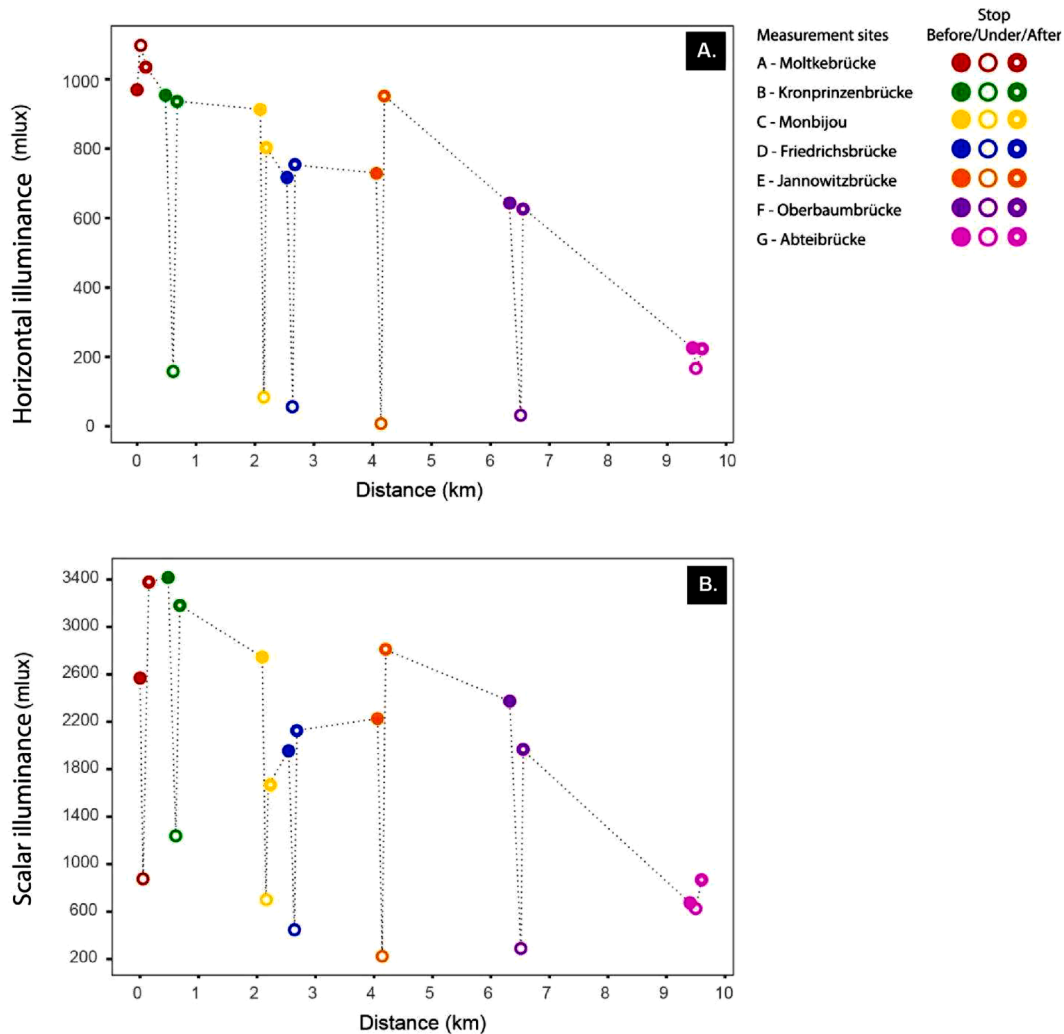 A.
Horizontal illuminance (mlux)
1000
800
600
400
200
0
0 1 2 3 4 5 6 7 8 9 10
Distance (km)
Measurement sites
Stop
Before/Under/After
A - Moltkebrücke
B - Kronprinzenbrücke
C - Monbijou
D - Friedrichsbrücke
E - Jannowitzbrücke
F - Oberbaumbrücke
G - Abteibrücke
B.
Scalar illuminance (mlux)
3400
3000
2600
2200
1800
1400
1000
600
200
0 1 2 3 4 5 6 7 8 9 10
Distance (km)